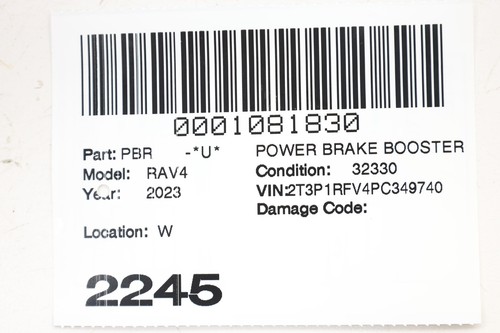 0001081830
Part: PBR -*U* POWER BRAKE BOOSTER
Model: RAV4 Condition: 32330
Year: 2023 VIN:2T3P1RFV4PC349740
Damage Code:
Location: W
2245